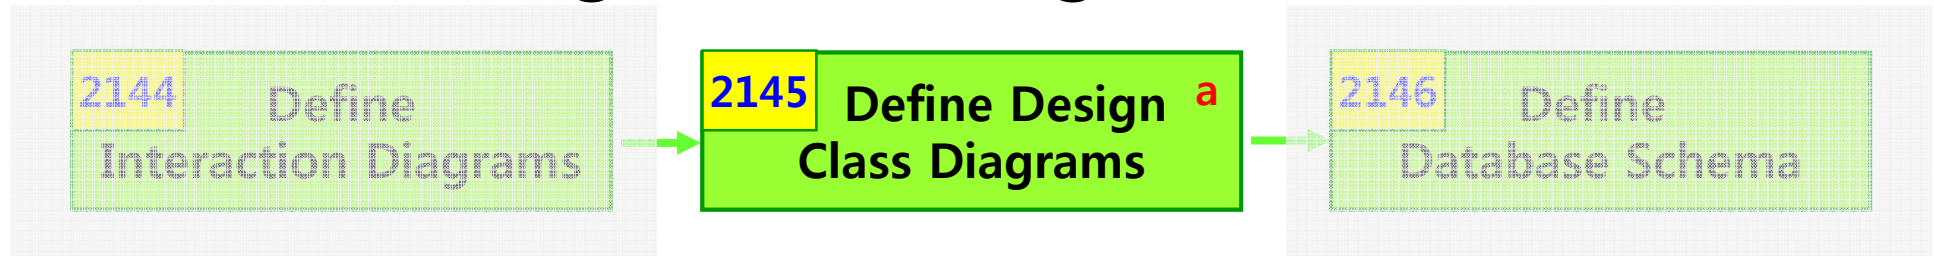 2144
Define
Interaction Diagrams
2145
Define Design a
Class Diagrams
2146
Define
Database Schema